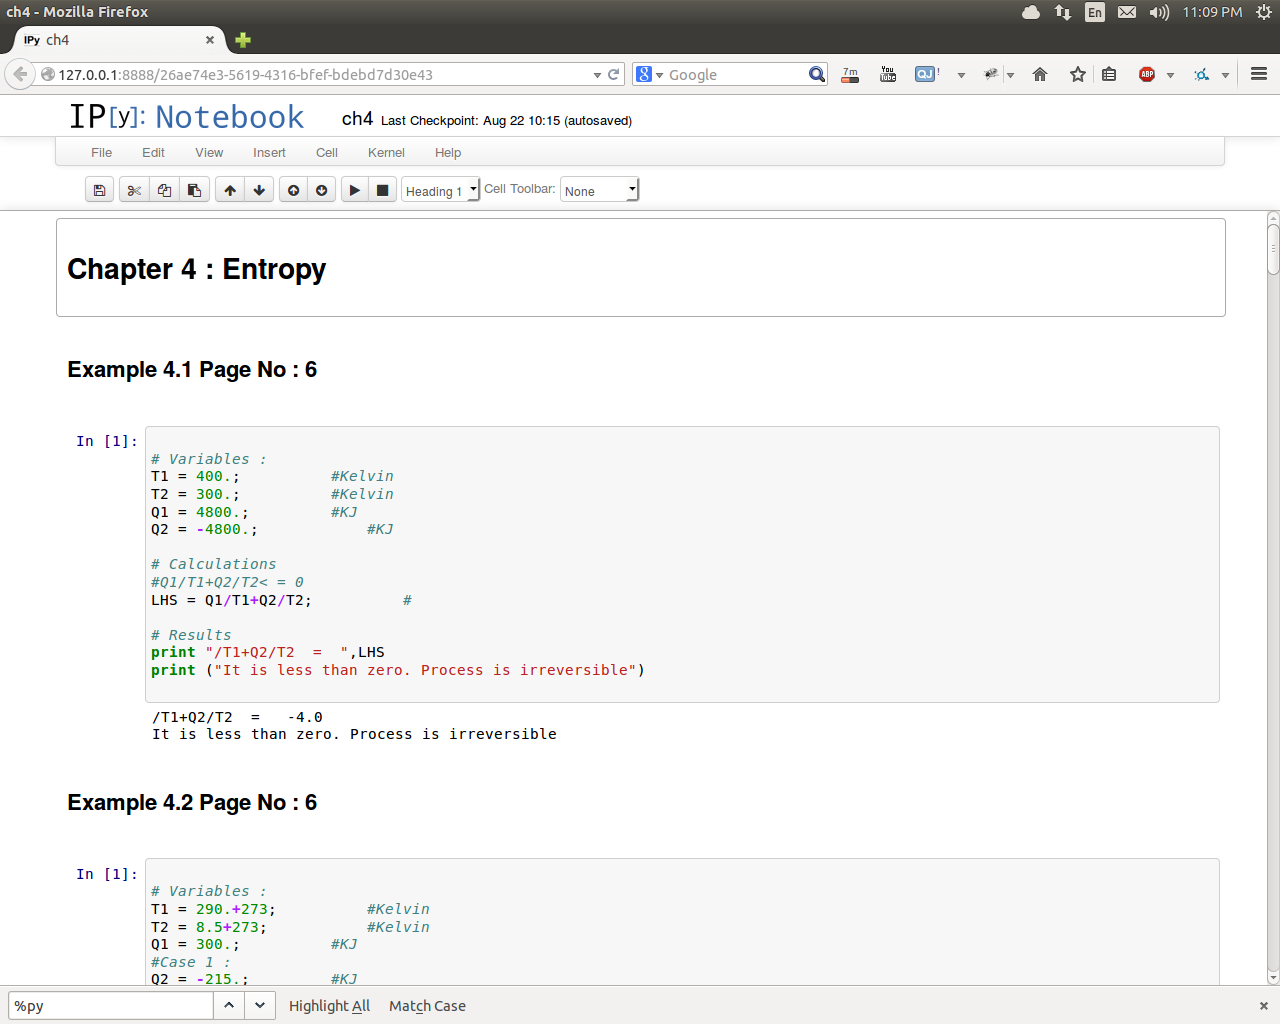 ch4 - Mozilla Firefox
En
11:09 PM
IPy ch4
127.0.0.1:8888/26ae74e3-5619-4316-bfef-bdebd7d30e43
8
Google
7m
You Tube
QJ !
ABP
IP[y]: Notebook
ch4 Last Checkpoint: Aug 22 10:15 (autosaved)
File Edit View Insert Cell Kernel Help
Heading 1
Cell Toolbar:
None
Chapter 4 : Entropy
Example 4.1 Page No : 6
In [1]:
# Variables :
T1 = 400.; #Kelvin
T2 = 300.; #Kelvin
Q1 = 4800.; #KJ
Q2 = -4800.; #KJ
# Calculations
#Q1/T1+Q2/T2< = 0
LHS = Q1/T1+Q2/T2; #
# Results
print "/T1+Q2/T2  =  ",LHS
print ("It is less than zero. Process is irreversible")
/T1+Q2/T2  =   -4.0
It is less than zero. Process is irreversible
Example 4.2 Page No : 6
In [1]:
# Variables :
T1 = 290.+273; #Kelvin
T2 = 8.5+273; #Kelvin
Q1 = 300.; #KJ
#Case 1 :
Q2 = -215.; #KJ
%py
Highlight All
Match Case